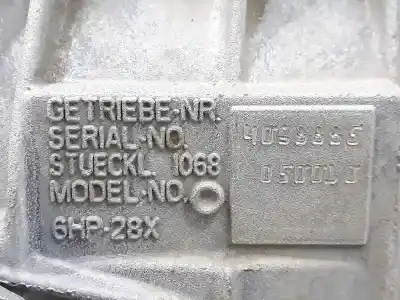 GETRIEBE-NR.
SERIAL-NO.
STUECKL. 1068
MODEL-NO.
6HP-28X